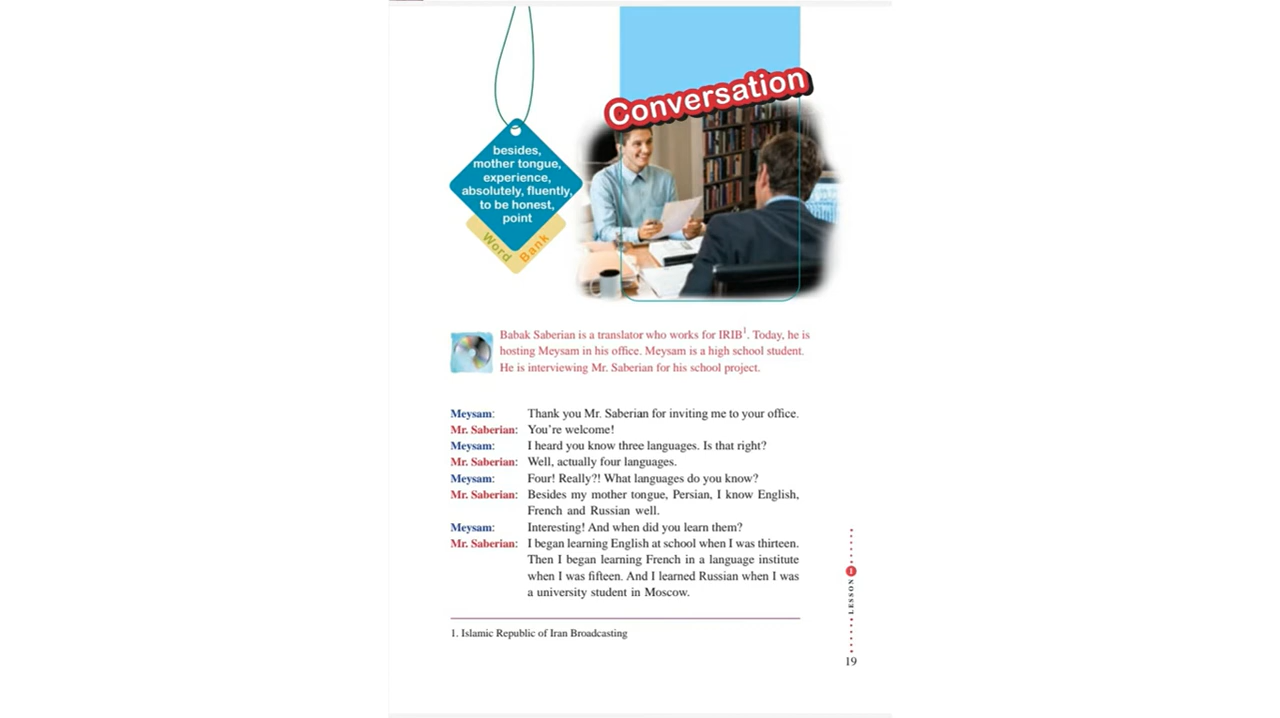 Conversation
besides,
mother tongue,
experience,
absolutely, fluently,
to be honest,
point
Word Bank
Babak Saberian is a translator who works for IRIB1. Today, he is
hosting Meysam in his office. Meysam is a high school student.
He is interviewing Mr. Saberian for his school project.
Meysam: Thank you Mr. Saberian for inviting me to your office.
Mr. Saberian: You're welcome!
Meysam: I heard you know three languages. Is that right?
Mr. Saberian: Well, actually four languages.
Meysam: Four! Really?! What languages do you know?
Mr. Saberian: Besides my mother tongue, Persian, I know English,
French and Russian well.
Meysam: Interesting! And when did you learn them?
Mr. Saberian: I began learning English at school when I was thirteen.
Then I began learning French in a language institute
when I was fifteen. And I learned Russian when I was
a university student in Moscow.
1. Islamic Republic of Iran Broadcasting
LESSON 1
19